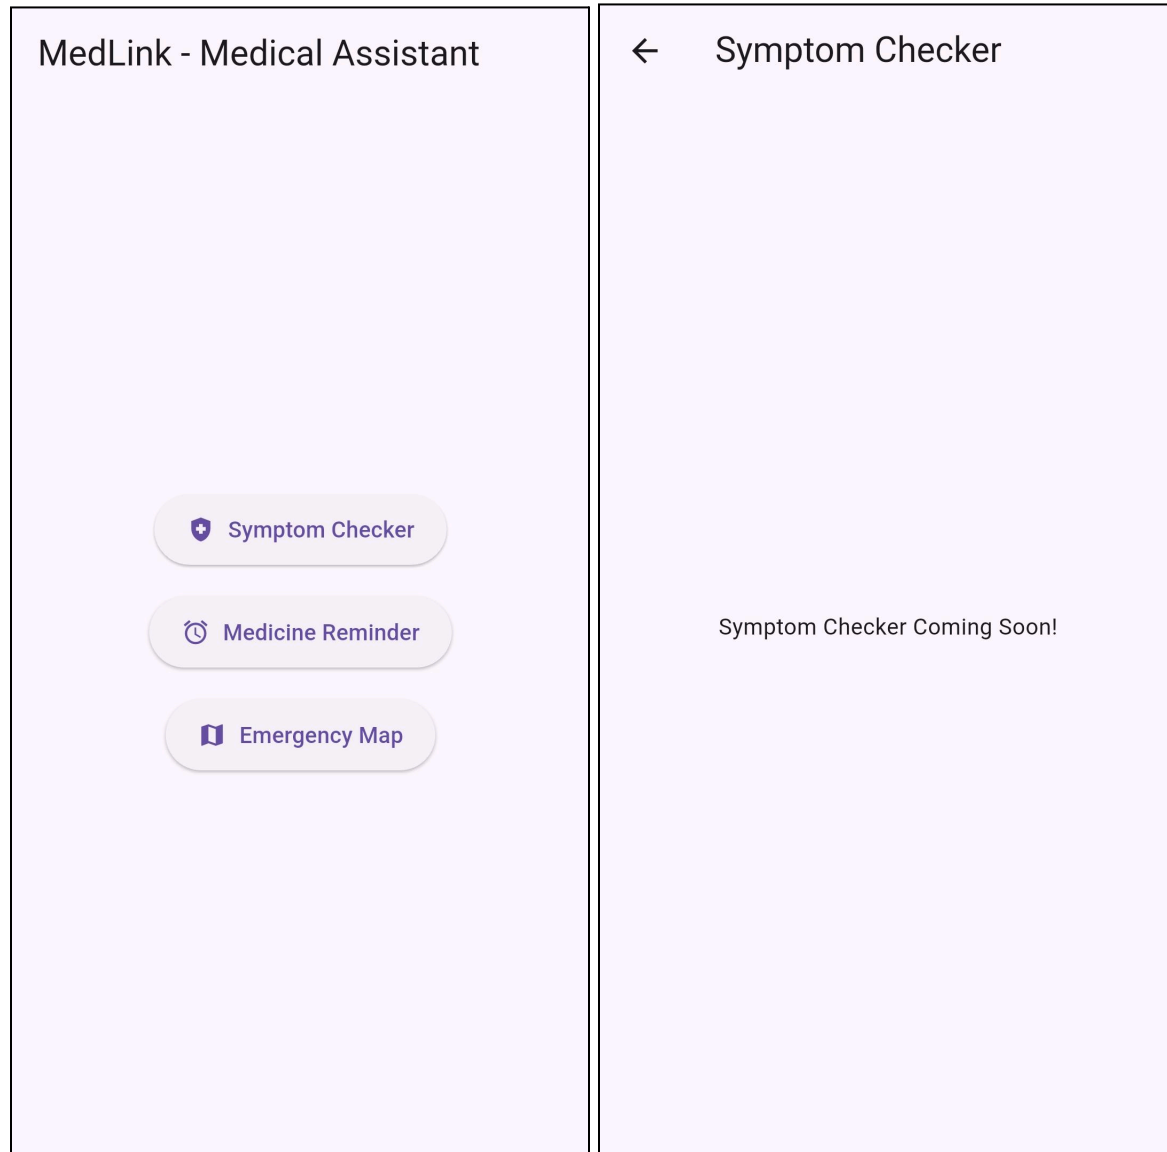 MedLink - Medical Assistant
Symptom Checker
Medicine Reminder
Emergency Map
Symptom Checker
Symptom Checker Coming Soon!